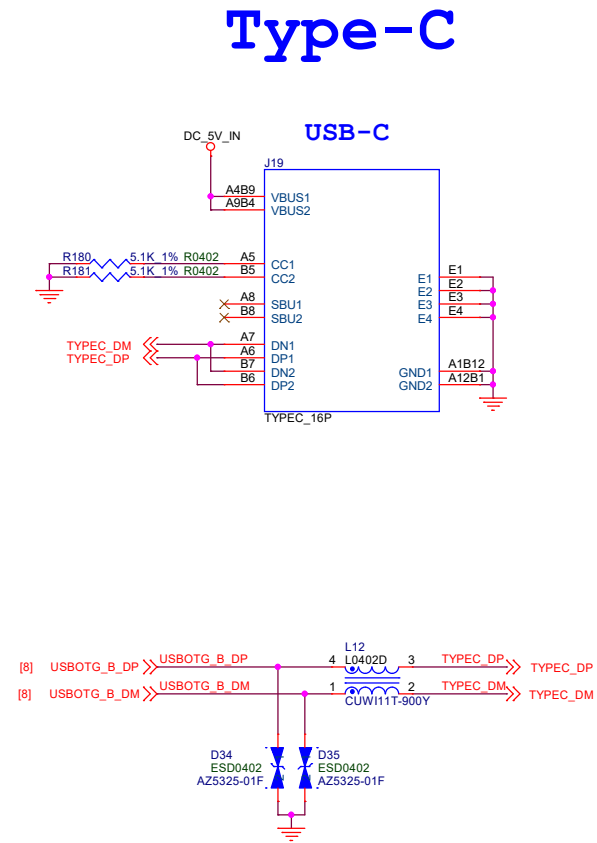 Type-C
USB-C
DC_5V_IN
J19
A4B9 VBUS1
A9B4 VBUS2
R180 5.1K_1% R0402 A5 CC1
R181 5.1K_1% R0402 B5 CC2
E1 E1
E2 E2
E3 E3
E4 E4
A8 SBU1
B8 SBU2
TYPEC_DM A7 DN1
TYPEC_DP A6 DP1
B7 DN2
B6 DP2
GND1 A1B12
GND2 A12B1
TYPEC_16P
L12
[8] USBOTG_B_DP USBOTG_B_DP 4 L0402D 3 TYPEC_DP TYPEC_DP
[8] USBOTG_B_DM USBOTG_B_DM 1 2 TYPEC_DM TYPEC_DM
CUWI11T-900Y
D34 D35
ESD0402 ESD0402
AZ5325-01F AZ5325-01F